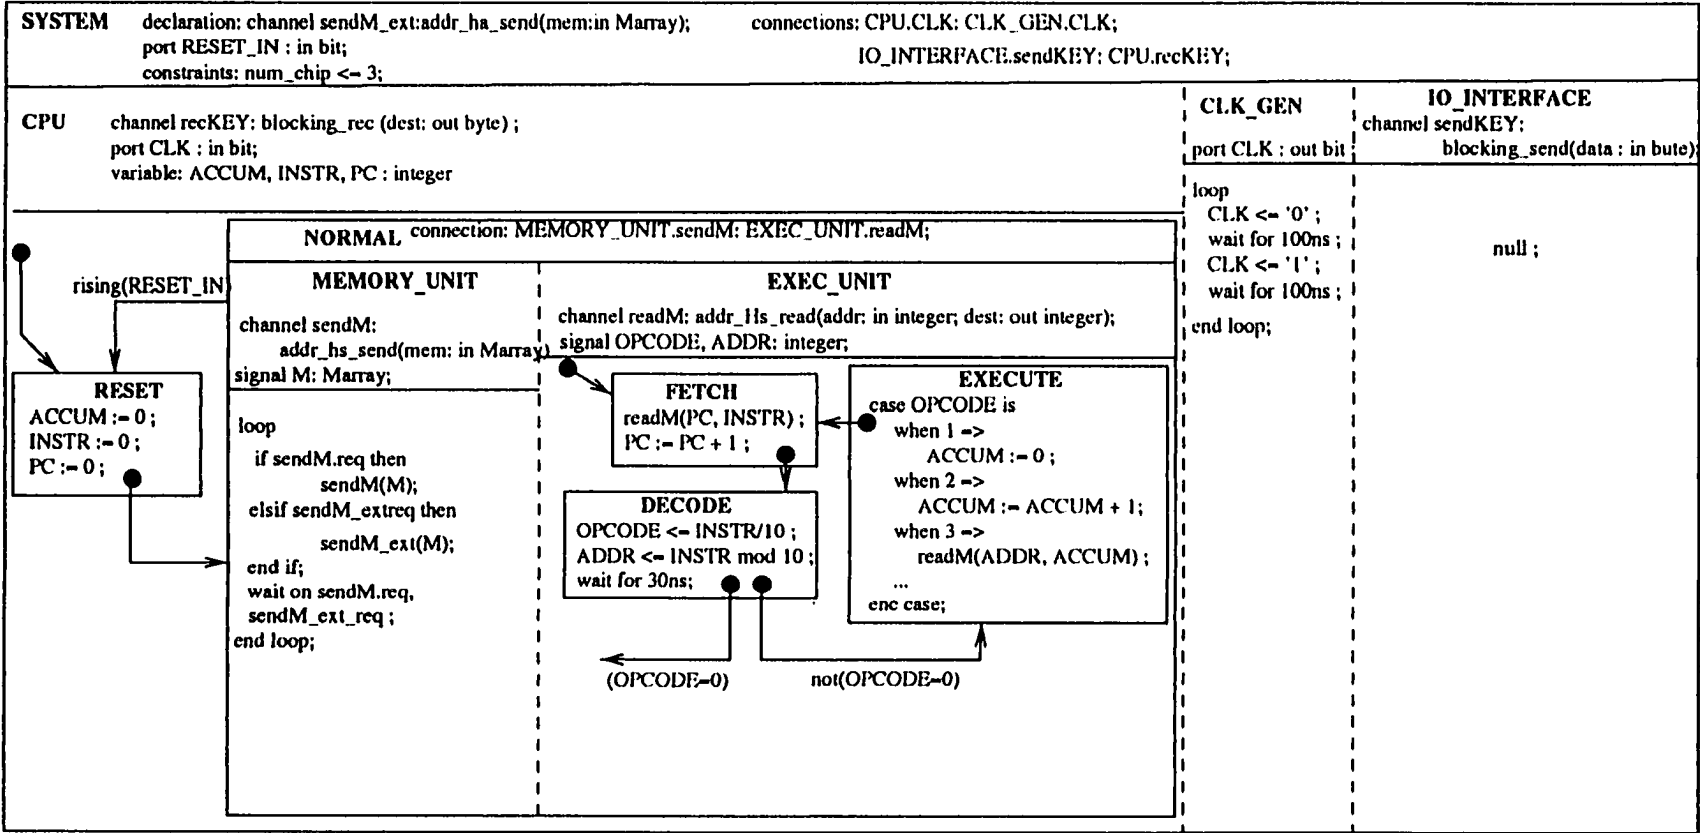 SYSTEM declaration: channel sendM_ext:addr_ha_send(mem:in Marray); connections: CPU.CLK: CLK_GEN.CLK;
port RESET_IN : in bit;
IO_INTERFACE.sendKEY: CPU.recKEY;
constraints: num_chip <= 3;
CPU channel recKEY: blocking_rec (dest: out byte) ;
port CLK : in bit;
variable: ACCUM, INSTR, PC : integer
CLK_GEN
port CLK : out bit ;
loop
CLK <= '0' ;
wait for 100ns ;
CLK <= '1' ;
wait for 100ns ;
end loop;
IO_INTERFACE
channel sendKEY:
blocking_send(data : in bute);
null ;
rising(RESET_IN)
RESET
ACCUM := 0 ;
INSTR := 0 ;
PC := 0 ;
NORMAL connection: MEMORY_UNIT.sendM: EXEC_UNIT.readM;
MEMORY_UNIT
channel sendM:
addr_hs_send(mem: in Marray)
signal M: Marray;
loop
if sendM.req then
sendM(M);
elsif sendM_extreq then
sendM_ext(M);
end if;
wait on sendM.req,
sendM_ext_req ;
end loop;
EXEC_UNIT
channel readM: addr_Hs_read(addr: in integer; dest: out integer);
signal OPCODE, ADDR: integer;
FETCH
readM(PC, INSTR) ;
PC := PC + 1 ;
DECODE
OPCODE <= INSTR/10 ;
ADDR <= INSTR mod 10 ;
wait for 30ns;
(OPCODE=0)
not(OPCODE=0)
EXECUTE
case OPCODE is
when 1 =>
ACCUM := 0 ;
when 2 =>
ACCUM := ACCUM + 1;
when 3 =>
readM(ADDR, ACCUM) ;
...
enc case;